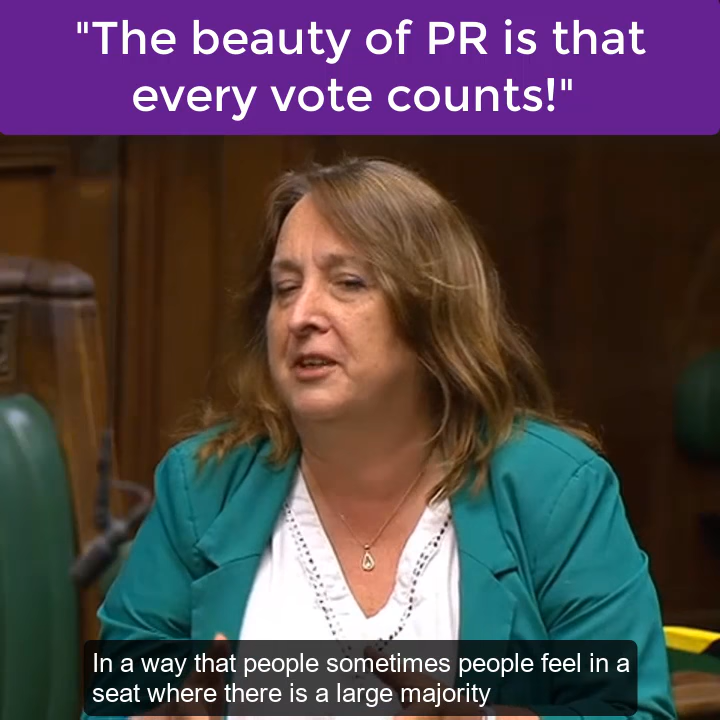 "The beauty of PR is that
every vote counts!"
In a way that people sometimes people feel in a
seat where there is a large majority